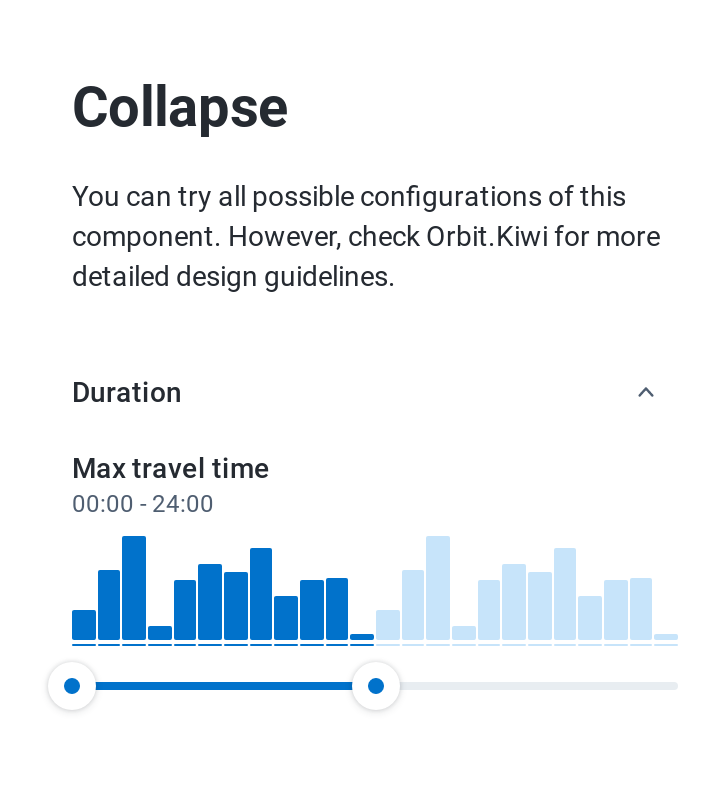 Collapse
You can try all possible configurations of this
component. However, check Orbit.Kiwi for more
detailed design guidelines.
Duration
Max travel time
00:00 - 24:00